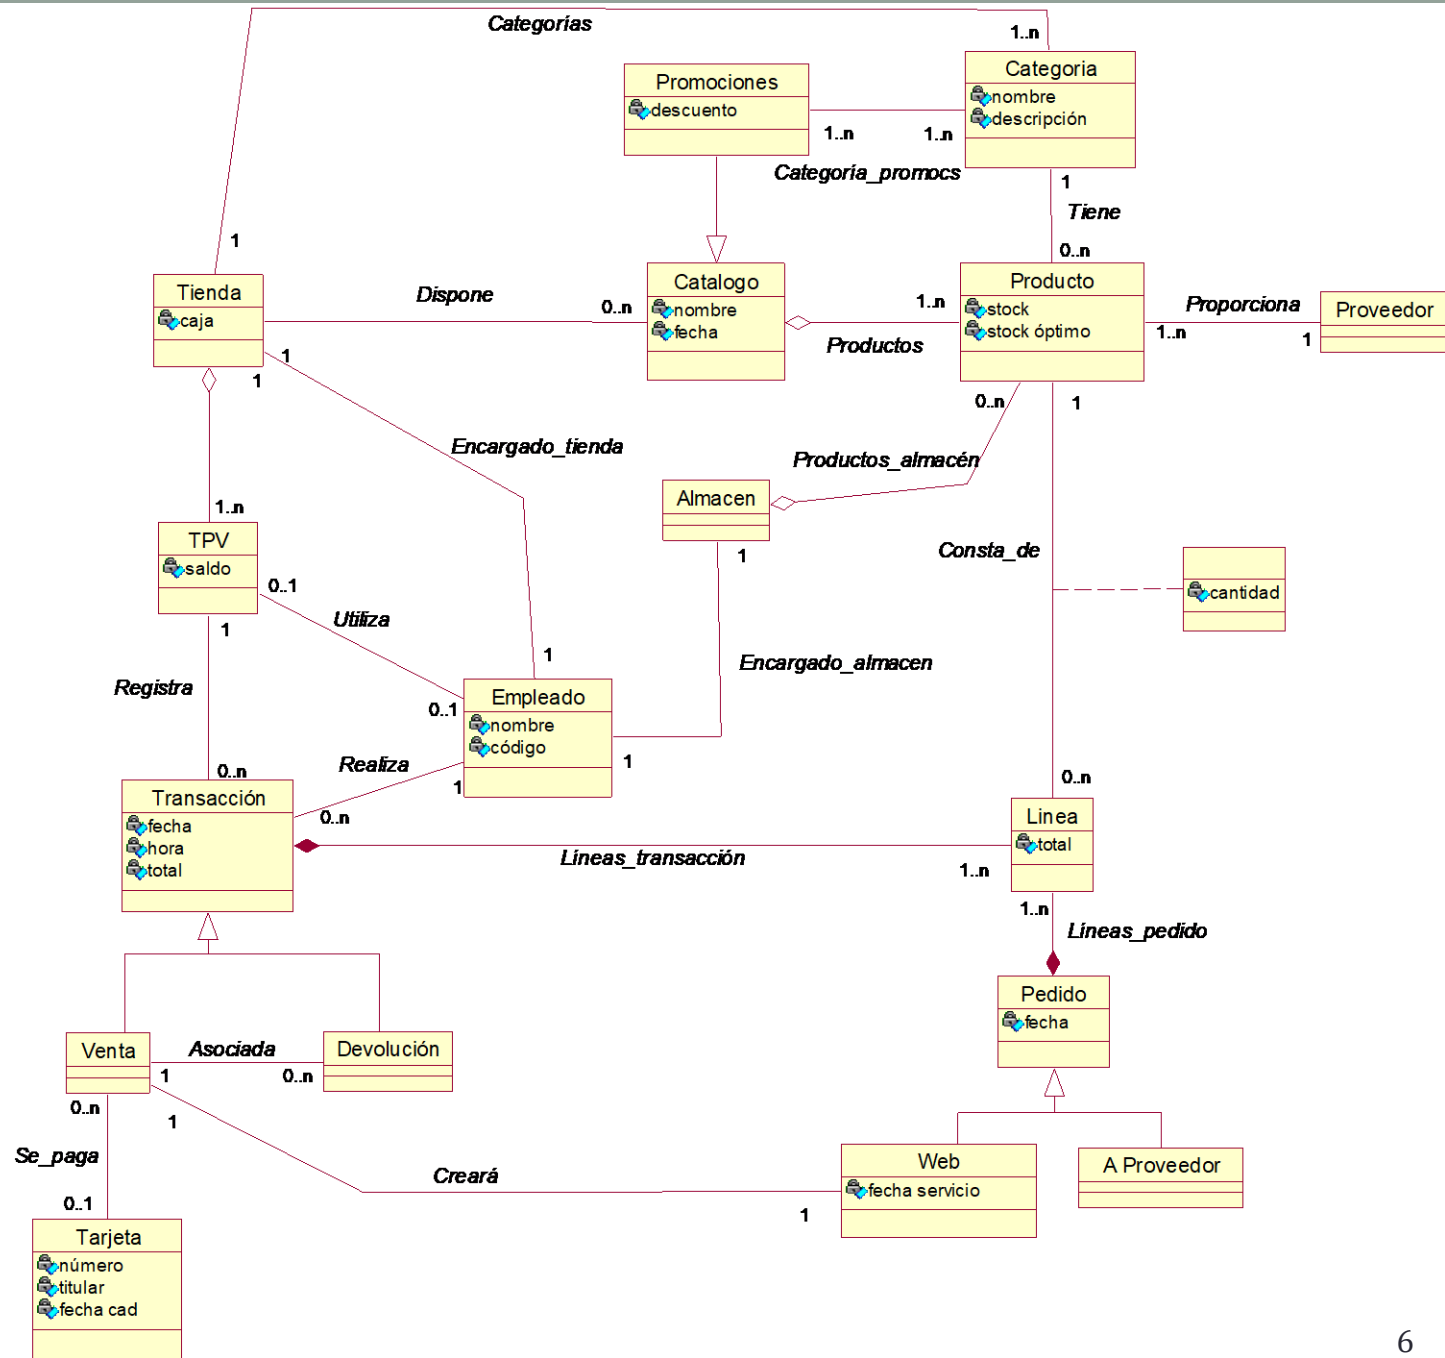 Categorías
1..n
Categoria
nombre
descripción
Promociones
descuento
1..n
1..n
Categoría_promocs
1
Tiene
0..n
1
Tienda
caja
Dispone
0..n
Catalogo
nombre
fecha
1..n
Productos
Producto
stock
stock óptimo
Proporciona
1..n
1
Proveedor
1
1
0..n
1
Encargado_tienda
Productos_almacén
Almacen
1
1..n
TPV
saldo
0..1
1
Utiliza
Consta_de
cantidad
Registra
1
0..1
Encargado_almacen
Empleado
nombre
código
1
Realiza
1
0..n
0..n
Transacción
fecha
hora
total
Líneas_transacción
0..n
Linea
total
1..n
1..n
Líneas_pedido
Pedido
fecha
Venta
Asociada
1
0..n
Devolución
0..n
1
Se_paga
Creará
0..1
1
Web
fecha servicio
A Proveedor
Tarjeta
número
titular
fecha cad
6